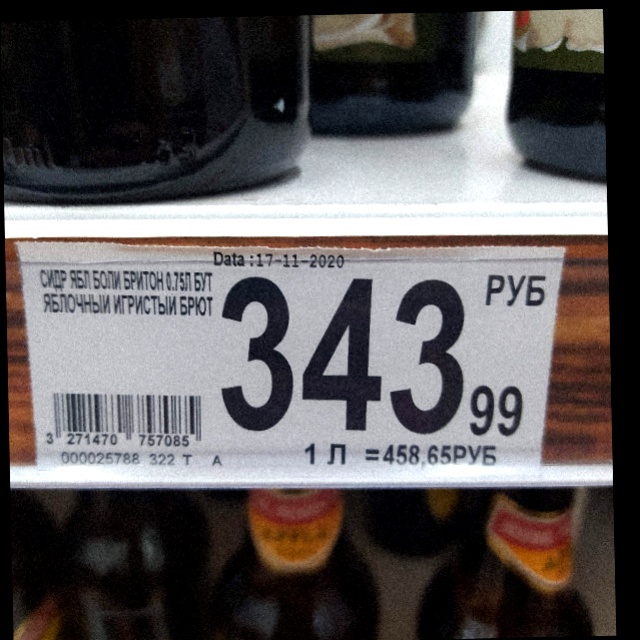 Data :17-11-2020
СИДР ЯБЛ БОЛИ БРИТОН 0.75Л БУТ
ЯБЛОЧНЫЙ ИГРИСТЫЙ БРЮТ
343 99
РУБ
3 271470 757085
000025788 322 Т А
1 Л =458,65РУБ